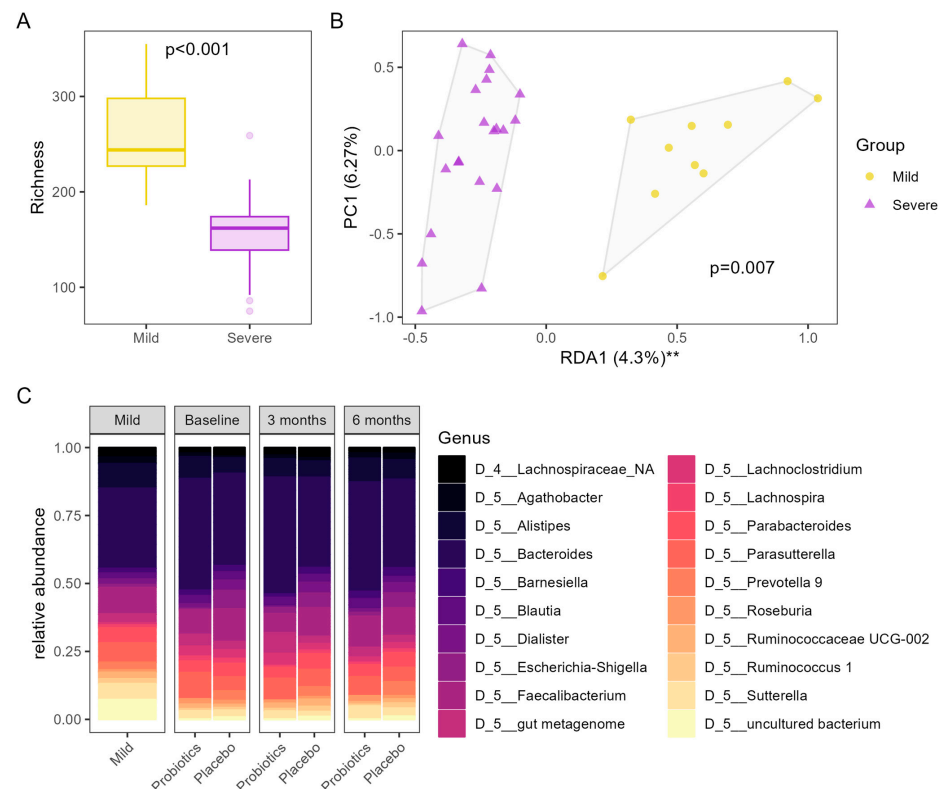 A
p<0.001
300
200
100
Richness
Mild
Severe
B
0.5
0.0
-0.5
-1.0
PC1 (6.27%)
p=0.007
-0.5
0.0
0.5
1.0
RDA1 (4.3%)**
Group
Mild
Severe
C
Mild
Baseline
3 months
6 months
1.00
0.75
0.50
0.25
0.00
relative abundance
Mild
Probiotics
Placebo
Probiotics
Placebo
Probiotics
Placebo
Genus
D_4__Lachnospiraceae_NA
D_5__Agathobacter
D_5__Alistipes
D_5__Bacteroides
D_5__Barnesiella
D_5__Blautia
D_5__Dialister
D_5__Escherichia-Shigella
D_5__Faecalibacterium
D_5__gut metagenome
D_5__Lachnoclostridium
D_5__Lachnospira
D_5__Parabacteroides
D_5__Parasutterella
D_5__Prevotella 9
D_5__Roseburia
D_5__Ruminococcaceae UCG-002
D_5__Ruminococcus 1
D_5__Sutterella
D_5__uncultured bacterium